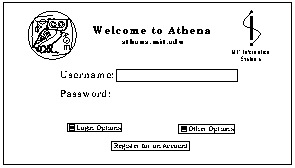 Welcome to Athena
athena.mit.edu
MIT Information
Systems
Username:
Password:
Login Options
Other Options
Register for an Account